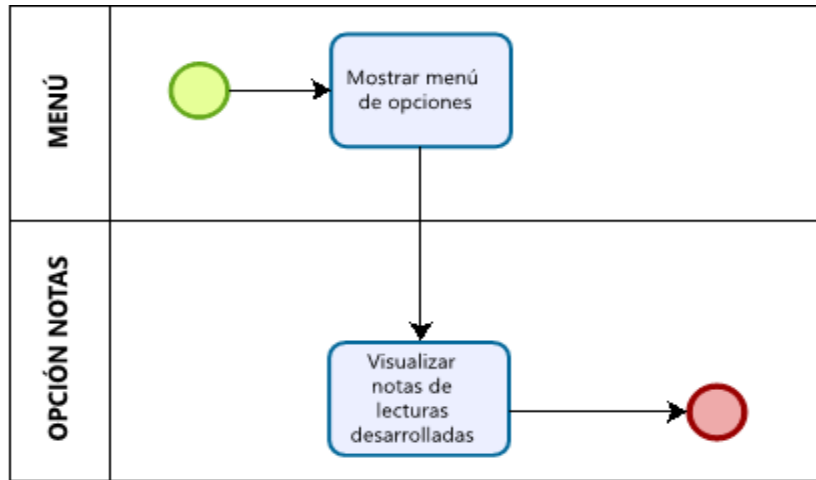 MENÚ
Mostrar menú
de opciones
OPCIÓN NOTAS
Visualizar
notas de
lecturas
desarrolladas